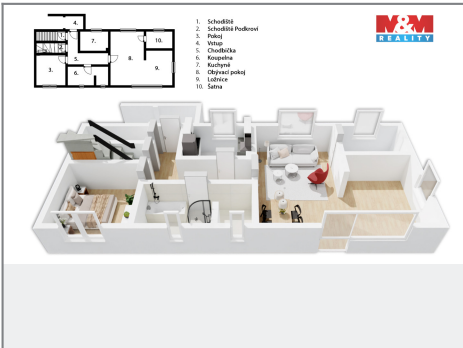 4.
1. 2.
7.
10.
3.
5.
6.
8.
9.
1. Schodiště
2. Schodiště Podkroví
3. Pokoj
4. Vstup
5. Chodbička
6. Koupelna
7. Kuchyně
8. Obývací pokoj
9. Ložnice
10. Šatna
M&M
REALITY